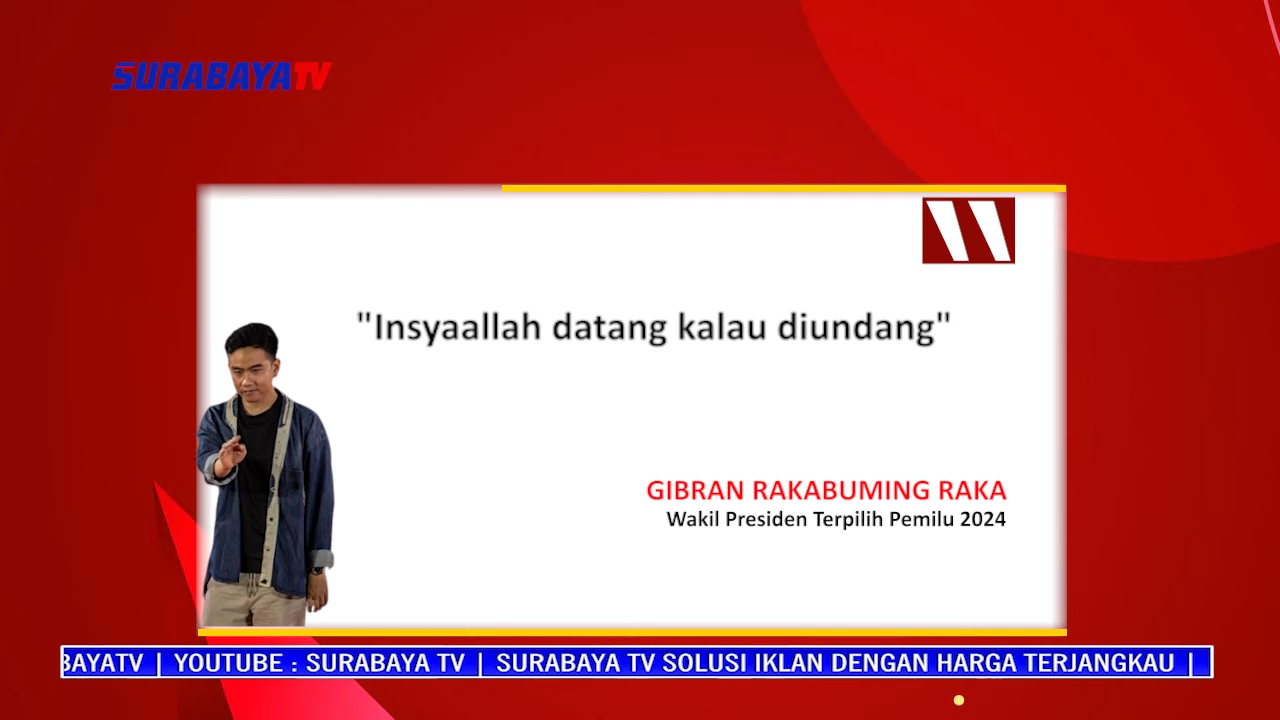 SURABAYATV
"Insyaallah datang kalau diundang"
GIBRAN RAKABUMING RAKA
Wakil Presiden Terpilih Pemilu 2024
BAYATV | YOUTUBE : SURABAYA TV | SURABAYA TV SOLUSI IKLAN DENGAN HARGA TERJANGKAU |